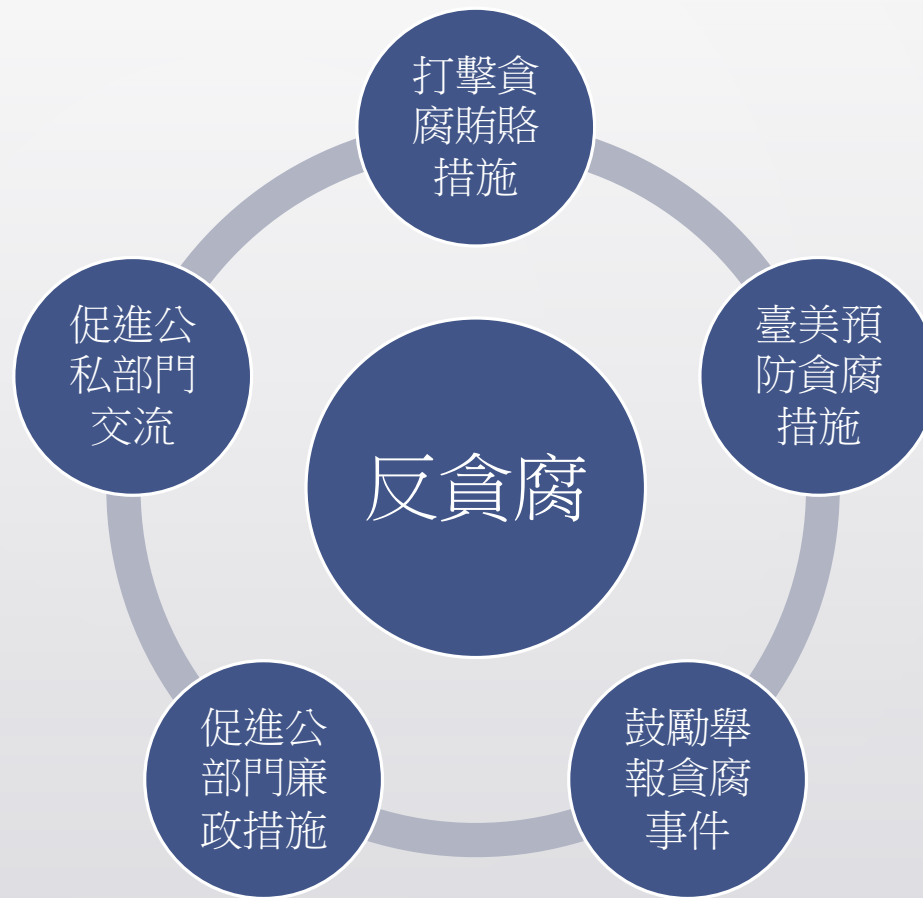 打擊貪
腐賄賂
措施
臺美預
防貪腐
措施
鼓勵舉
報貪腐
事件
促進公
部門廉
政措施
促進公
私部門
交流
反貪腐